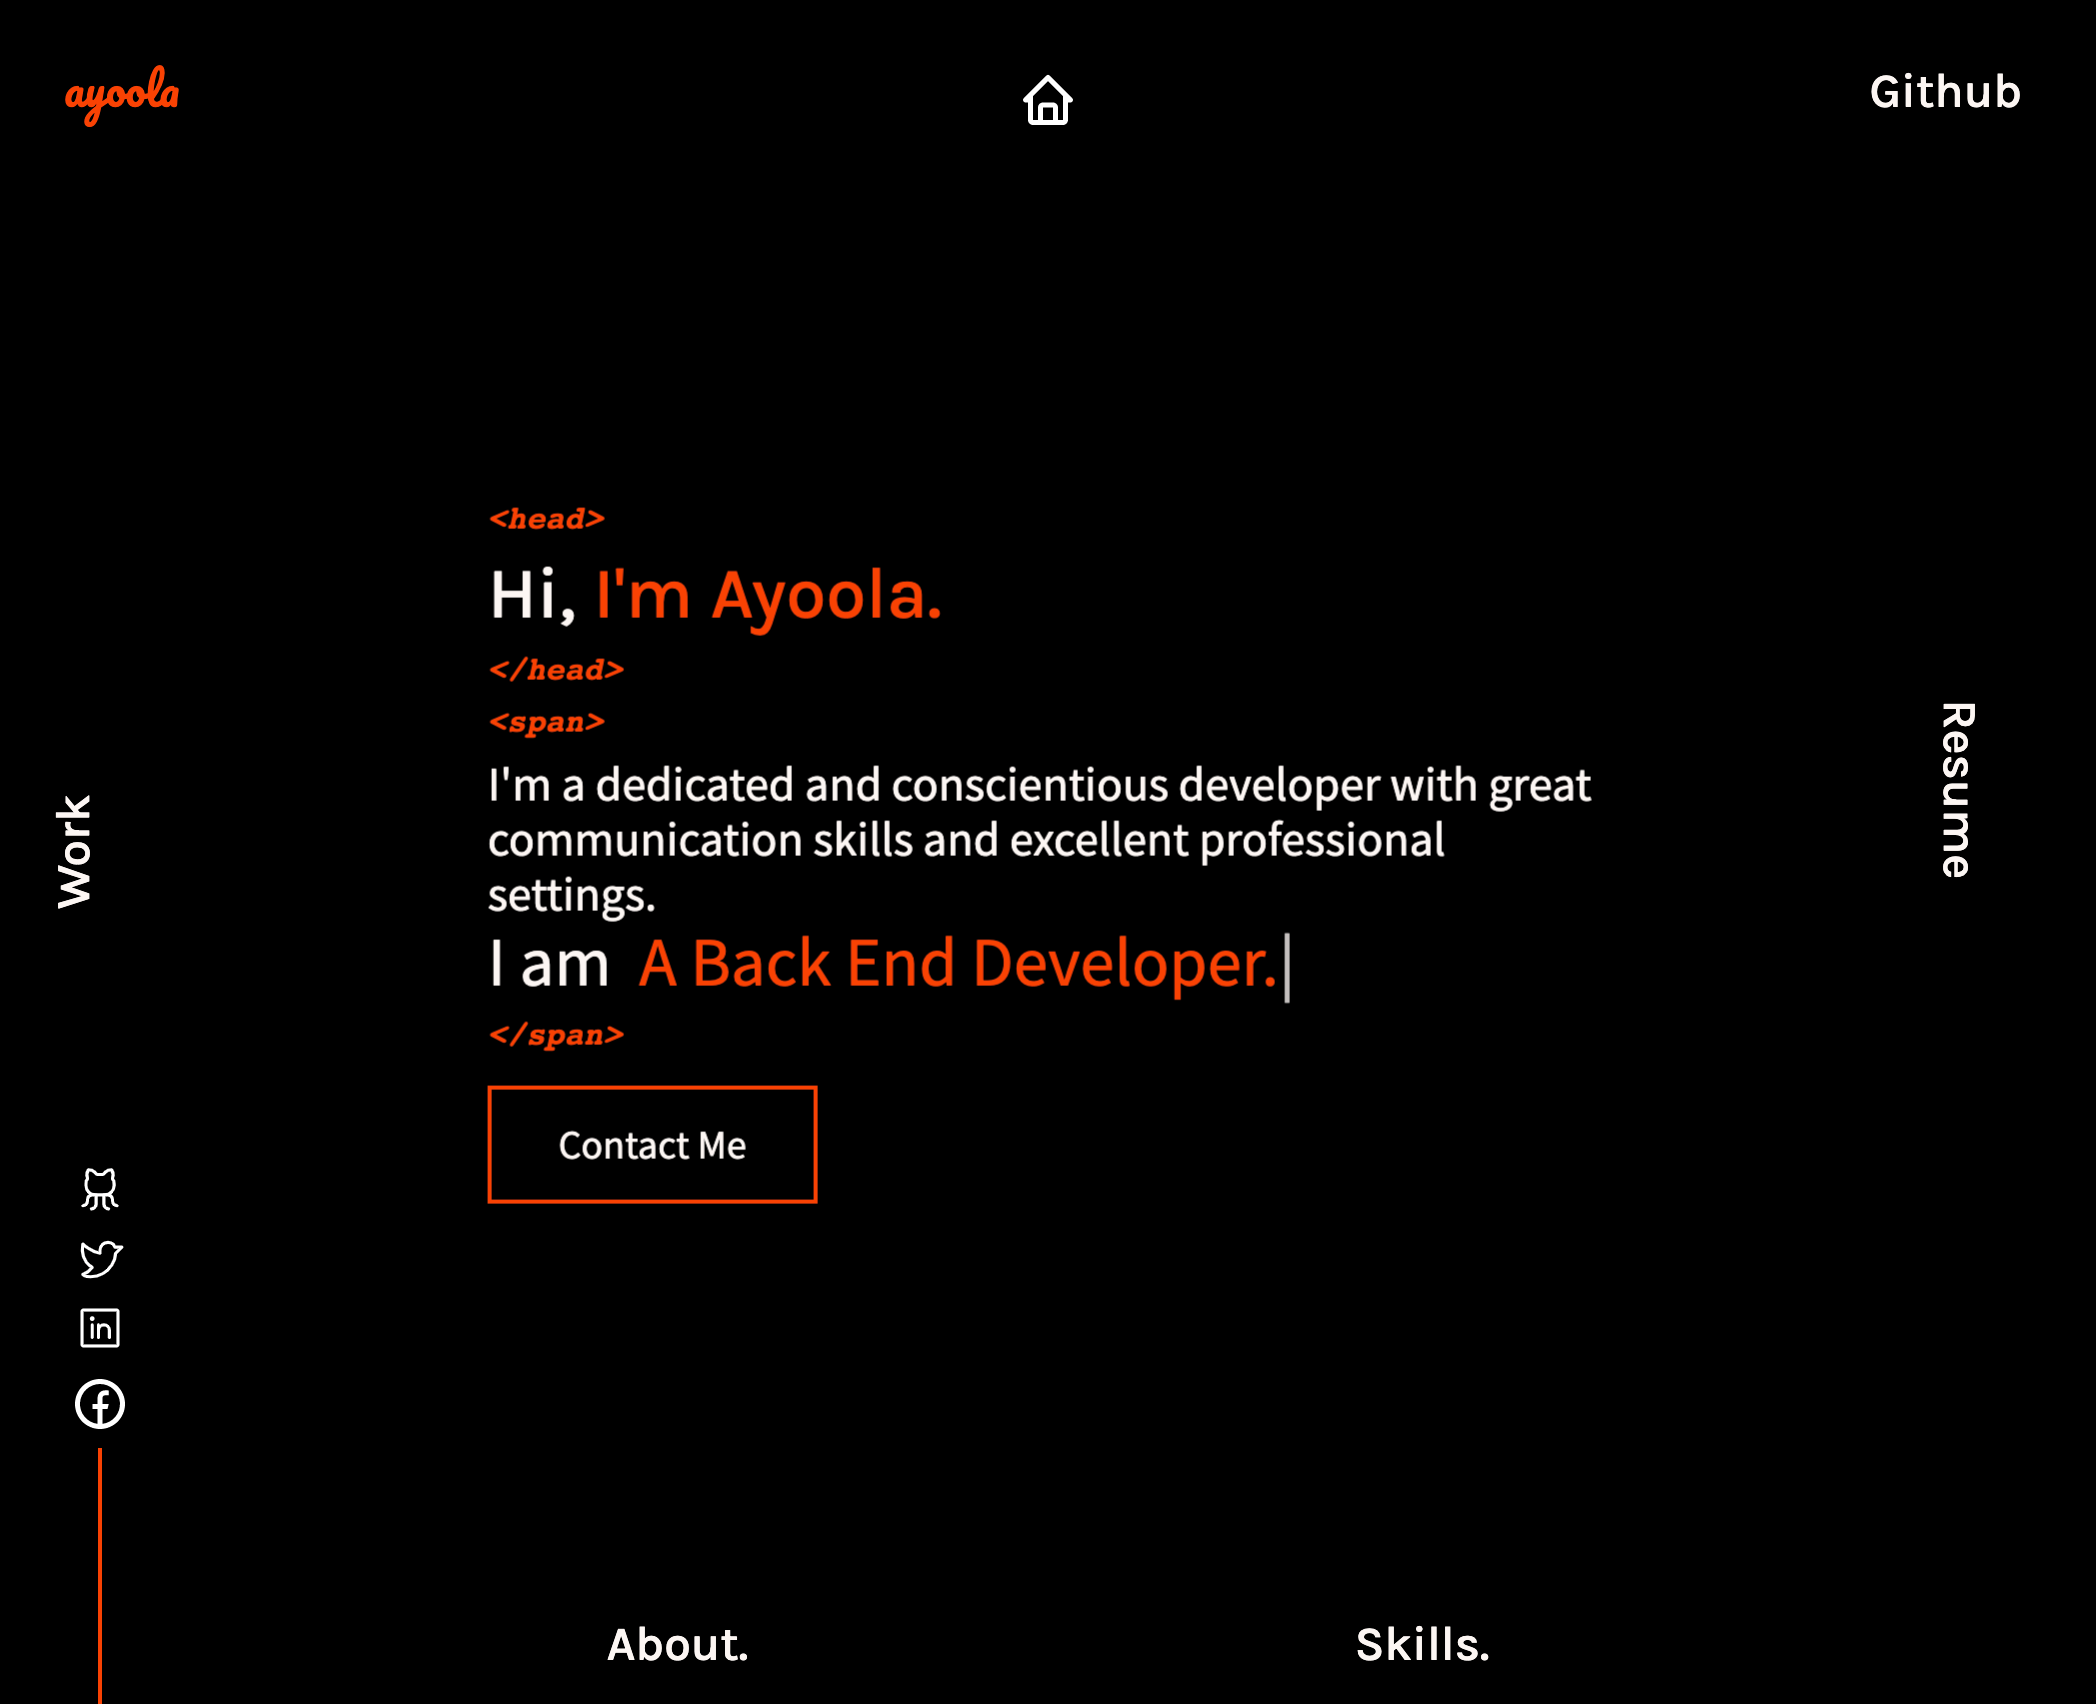 ayoola
Github
<head>
Hi, I'm Ayoola.
</head>
<span>
I'm a dedicated and conscientious developer with great
communication skills and excellent professional
settings.
I am A Back End Developer.|
</span>
Contact Me
Work
Resume
in
f
About.
Skills.